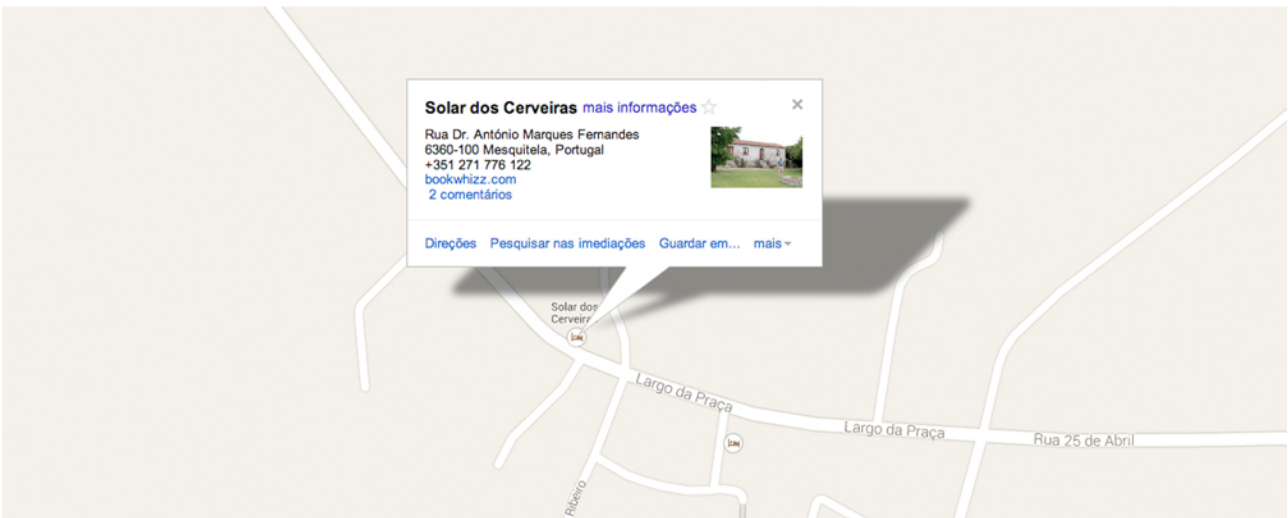 Solar dos Cerveiras mais informações
Rua Dr. António Marques Fernandes
6360-100 Mesquitela, Portugal
+351 271 776 122
bookwhizz.com
2 comentários
Direções Pesquisar nas imediações Guardar em... mais
Solar dos
Cerveiras
Largo da Praça
Largo da Praça
Rua 25 de Abril
Ribeiro